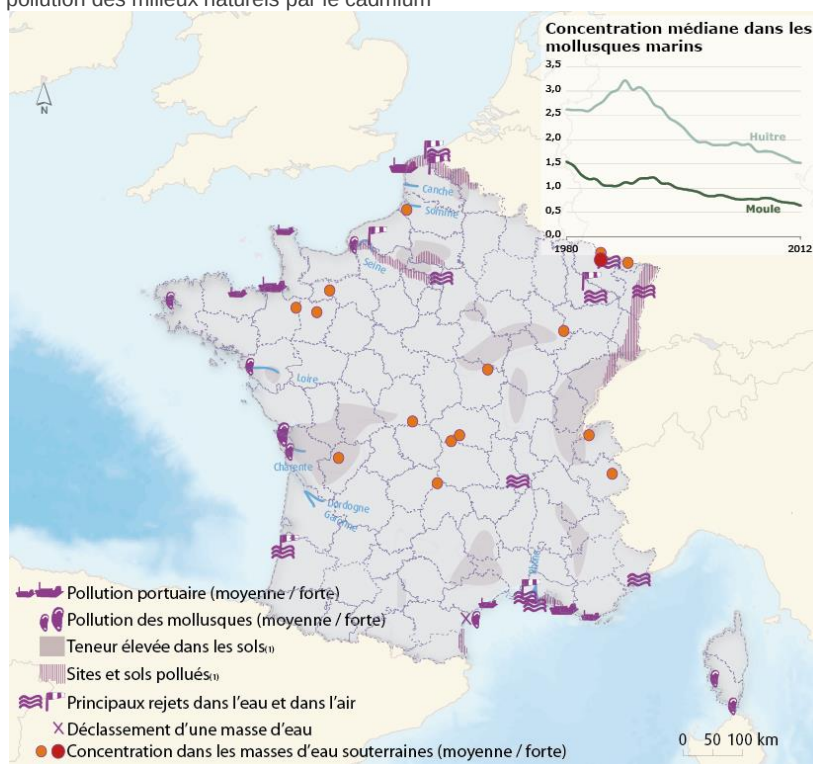 pollution des milieux naturels par le cadmium
Concentration médiane dans les
mollusques marins
3,5
3,0
2,5
2,0
1,5
1,0
0,5
0,0
Huître
Moule
1980
2012
N
Canche
Somme
Seine
Loire
Charente
Dordogne
Garonne
Rhône
Pollution portuaire (moyenne / forte)
Pollution des mollusques (moyenne / forte)
Teneur élevée dans les sols(1)
Sites et sols pollués(1)
Principaux rejets dans l'eau et dans l'air
Déclassement d'une masse d'eau
Concentration dans les masses d'eau souterraines (moyenne / forte)
0 50 100 km